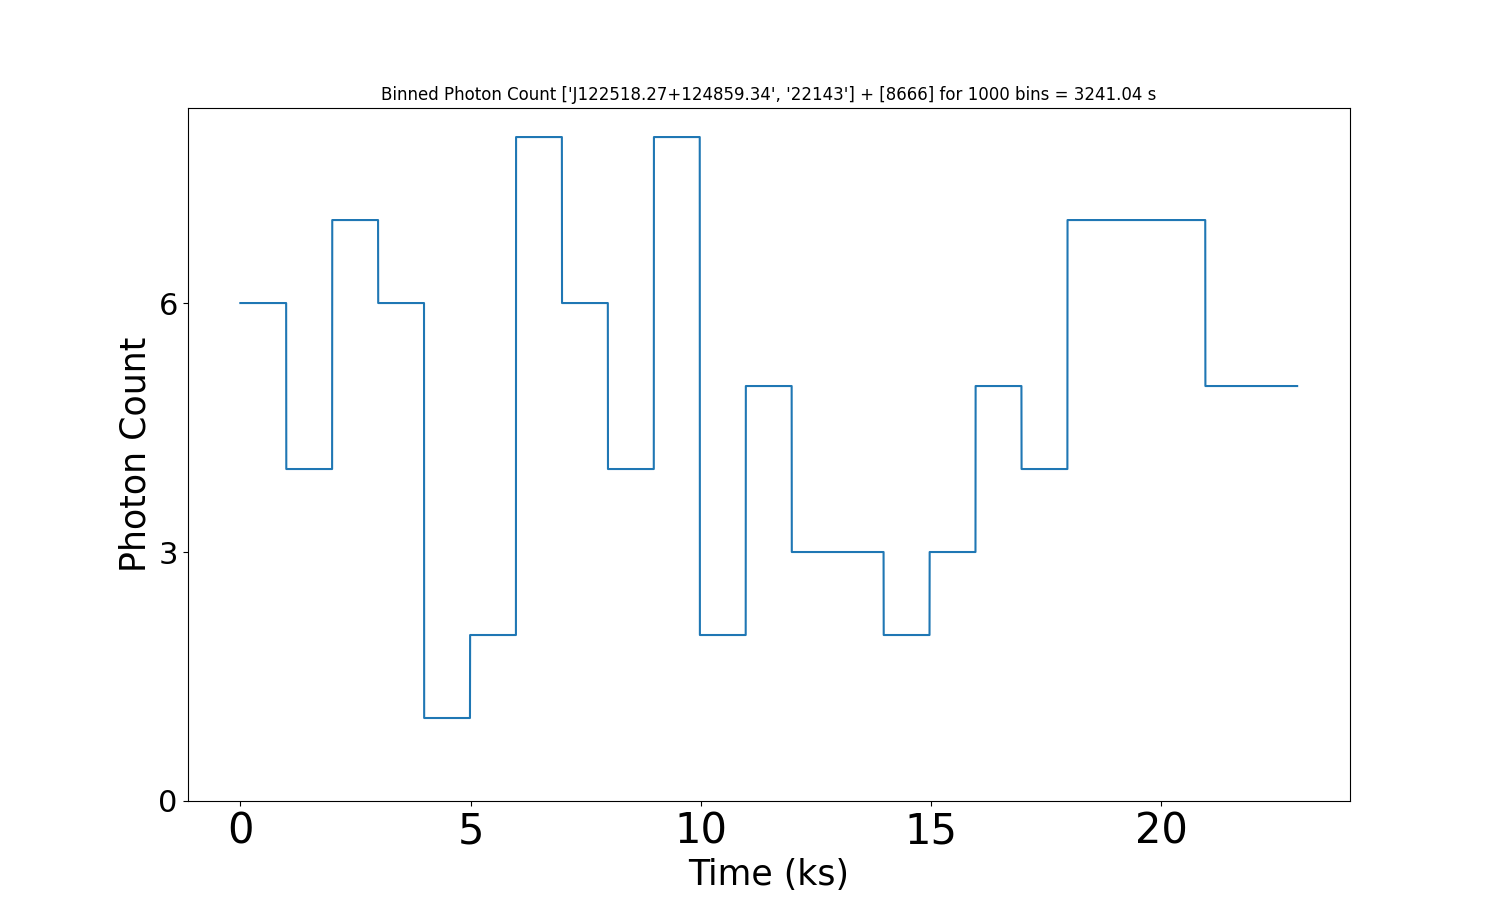 Binned Photon Count ['J122518.27+124859.34', '22143'] + [8666] for 1000 bins = 3241.04 s
Photon Count
6
3
0
0 5 10 15 20
Time (ks)